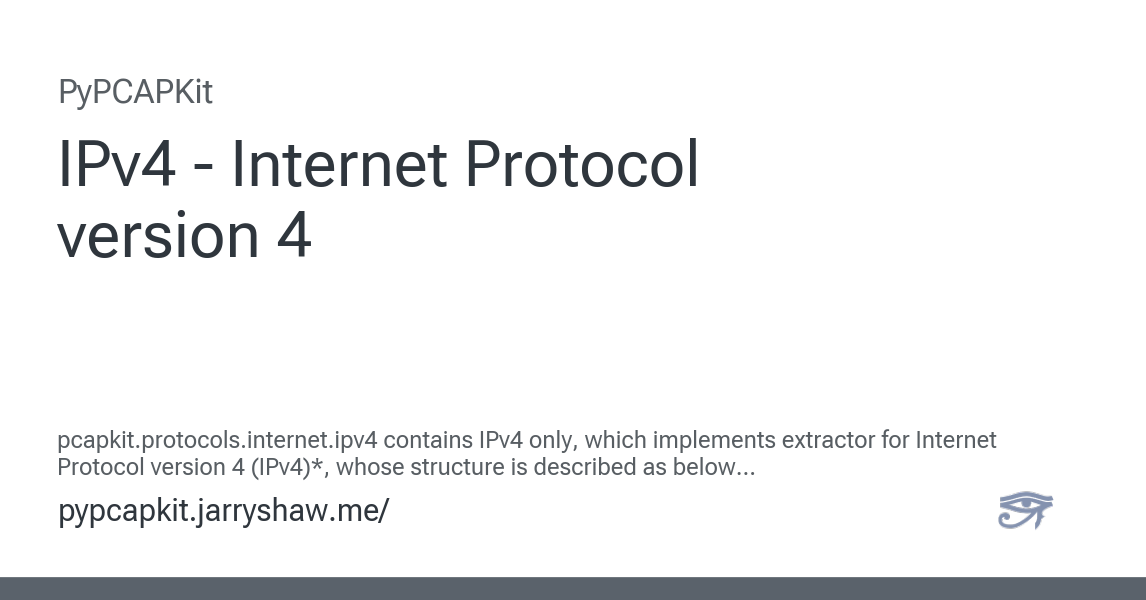 PyPCAPKit
IPv4 - Internet Protocol
version 4
pcapkit.protocols.internet.ipv4 contains IPv4 only, which implements extractor for Internet
Protocol version 4 (IPv4)*, whose structure is described as below...
pypcapkit.jarryshaw.me/